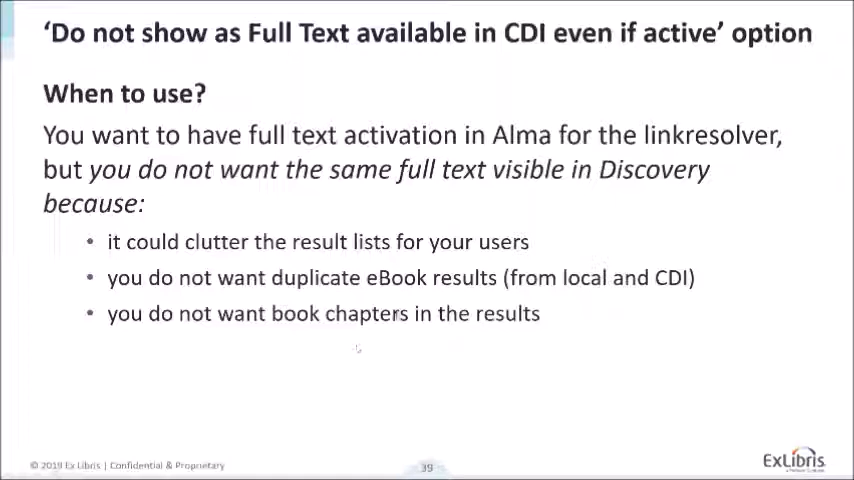 ‘Do not show as Full Text available in CDI even if active’ option
When to use?
You want to have full text activation in Alma for the linkresolver,
but you do not want the same full text visible in Discovery
because:
• it could clutter the result lists for your users
• you do not want duplicate eBook results (from local and CDI)
• you do not want book chapters in the results
© 2019 Ex Libris | Confidential & Proprietary
39
ExLibris